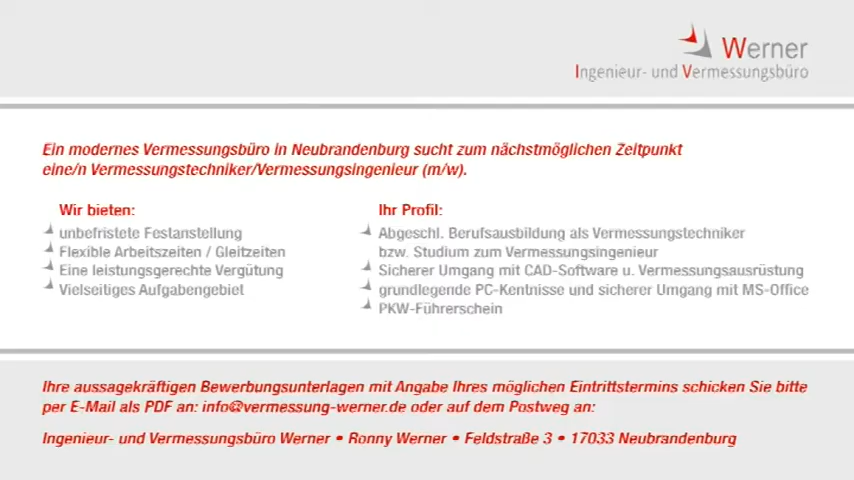 Werner
Ingenieur- und Vermessungsbüro
Ein modernes Vermessungsbüro in Neubrandenburg sucht zum nächstmöglichen Zeitpunkt
eine/n Vermessungstechniker/Vermessungsingenieur (m/w).
Wir bieten:
unbefristete Festanstellung
Flexible Arbeitszeiten / Gleitzeiten
Eine leistungsgerechte Vergütung
Vielseitiges Aufgabengebiet
Ihr Profil:
Abgeschl. Berufsausbildung als Vermessungstechniker
bzw. Studium zum Vermessungsingenieur
Sicherer Umgang mit CAD-Software u. Vermessungsausrüstung
grundlegende PC-Kentnisse und sicherer Umgang mit MS-Office
PKW-Führerschein
Ihre aussagekräftigen Bewerbungsunterlagen mit Angabe Ihres möglichen Eintrittstermins schicken Sie bitte
per E-Mail als PDF an: info@vermessung-werner.de oder auf dem Postweg an:
Ingenieur- und Vermessungsbüro Werner • Ronny Werner • Feldstraße 3 • 17033 Neubrandenburg